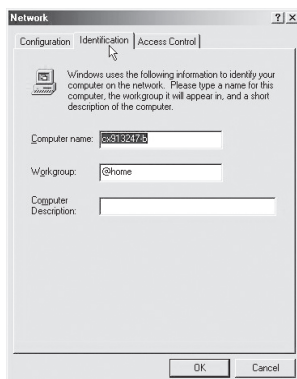 Network
? ×
Configuration Identification Access Control
Windows uses the following information to identify your
computer on the network. Please type a name for this
computer, the workgroup it will appear in, and a short
description of the computer.
Computer name: cx913247-b
Workgroup: @home
Computer
Description:
OK Cancel